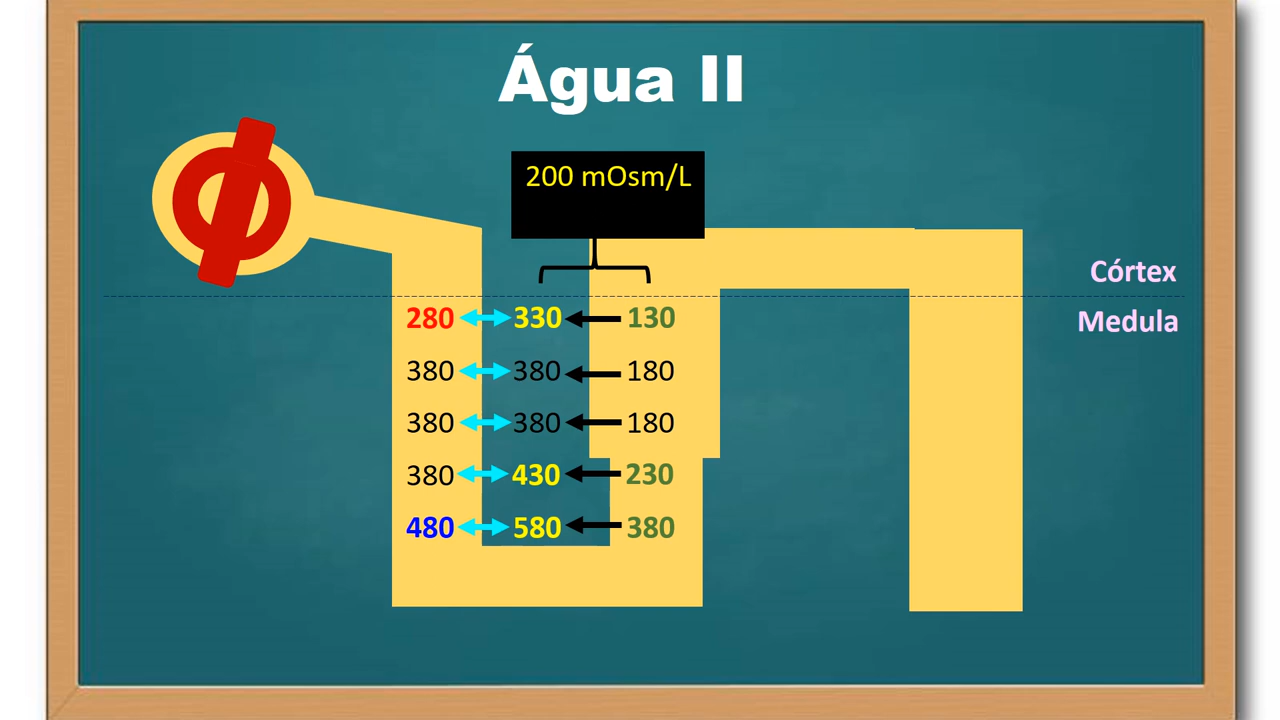 Água II
200 mOsm/L
Córtex
Medula
280 330 130
380 380 180
380 380 180
380 430 230
480 580 380